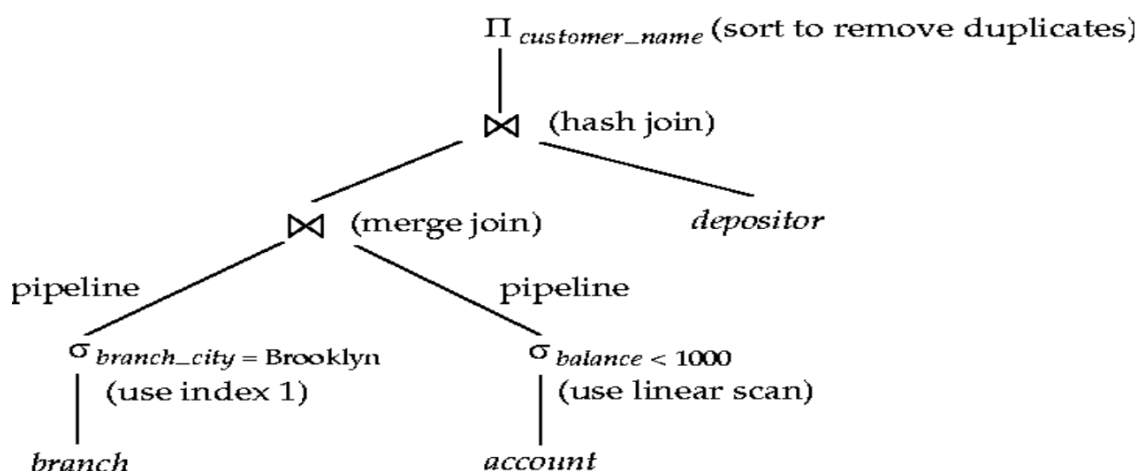 Π customer_name (sort to remove duplicates)
⋈ (hash join)
⋈ (merge join)
depositor
pipeline
pipeline
σ branch_city = Brooklyn
(use index 1)
σ balance < 1000
(use linear scan)
branch
account